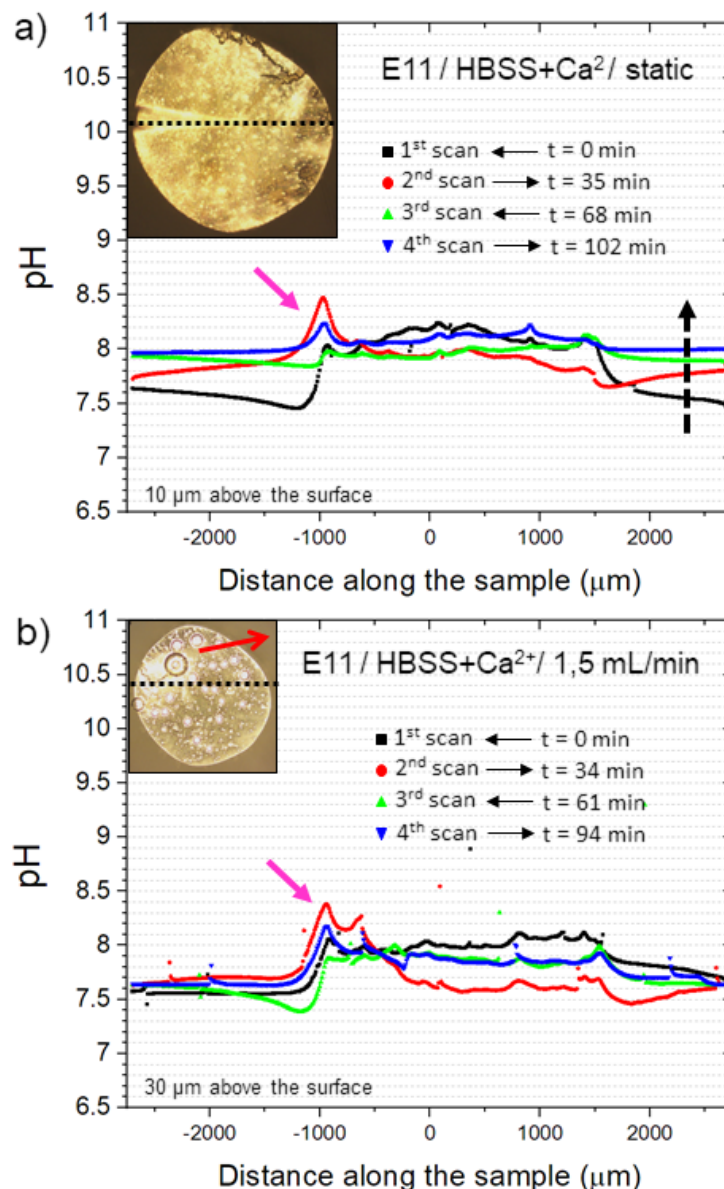 a)
11
10.5
10
9.5
9
8.5
8
7.5
7
6.5
pH
E11 / HBSS+Ca²/ static
1st scan ← t = 0 min
2nd scan → t = 35 min
3rd scan ← t = 68 min
4th scan → t = 102 min
10 µm above the surface
-2000 -1000 0 1000 2000
Distance along the sample (µm)
b)
11
10.5
10
9.5
9
8.5
8
7.5
7
6.5
pH
E11 / HBSS+Ca²⁺/ 1,5 mL/min
1st scan ← t = 0 min
2nd scan → t = 34 min
3rd scan ← t = 61 min
4th scan → t = 94 min
30 µm above the surface
-2000 -1000 0 1000 2000
Distance along the sample (µm)